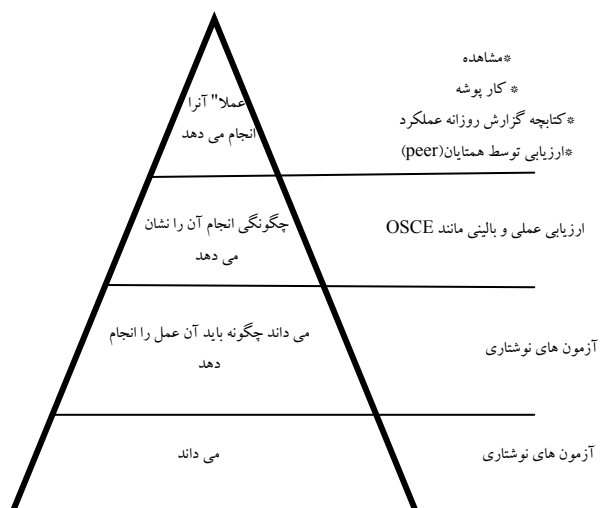 *مشاهده
* کار پوشه
*کتابچه گزارش روزانه عملکرد
*ارزیابی توسط همتایان(peer)
عملا" آنرا
انجام می دهد
ارزیابی عملی و بالینی مانند OSCE
چگونگی انجام آن را نشان
می دهد
آزمون های نوشتاری
می داند چگونه باید آن عمل را انجام
دهد
آزمون های نوشتاری
می داند